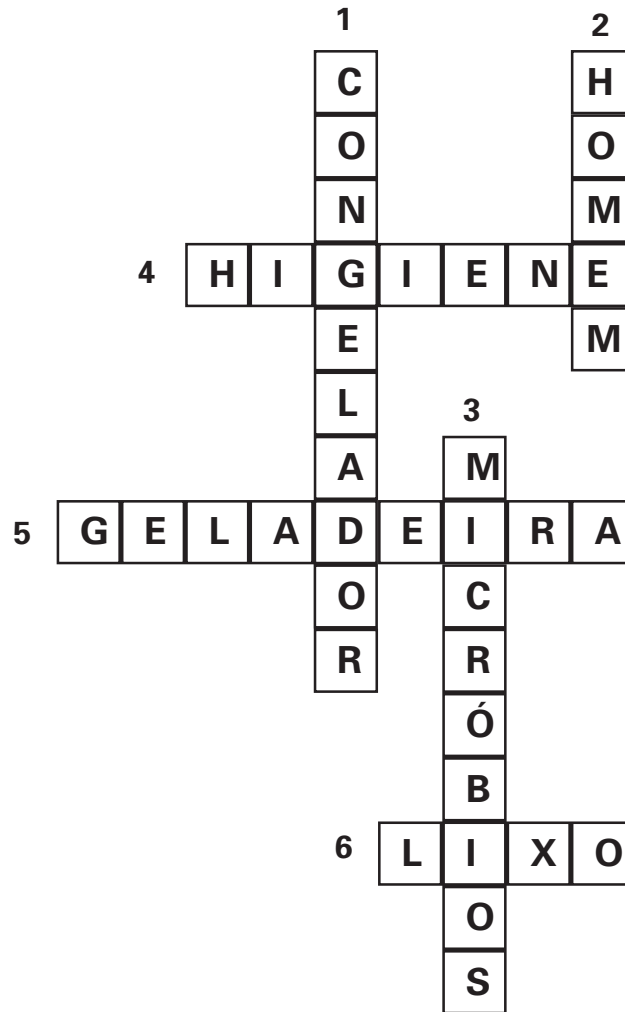 1
2
C H
O O
N M
4 H I G I E N E
E M
L
3
A M
5 G E L A D E I R A
O C
R R
Ó
B
6 L I X O
O
S